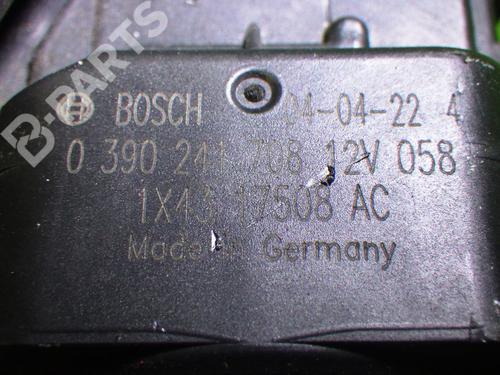 B-PARTS
BOSCH 04-04-22 4
0 390 241 708 12V 058
1X43 17508 AC
Made in Germany